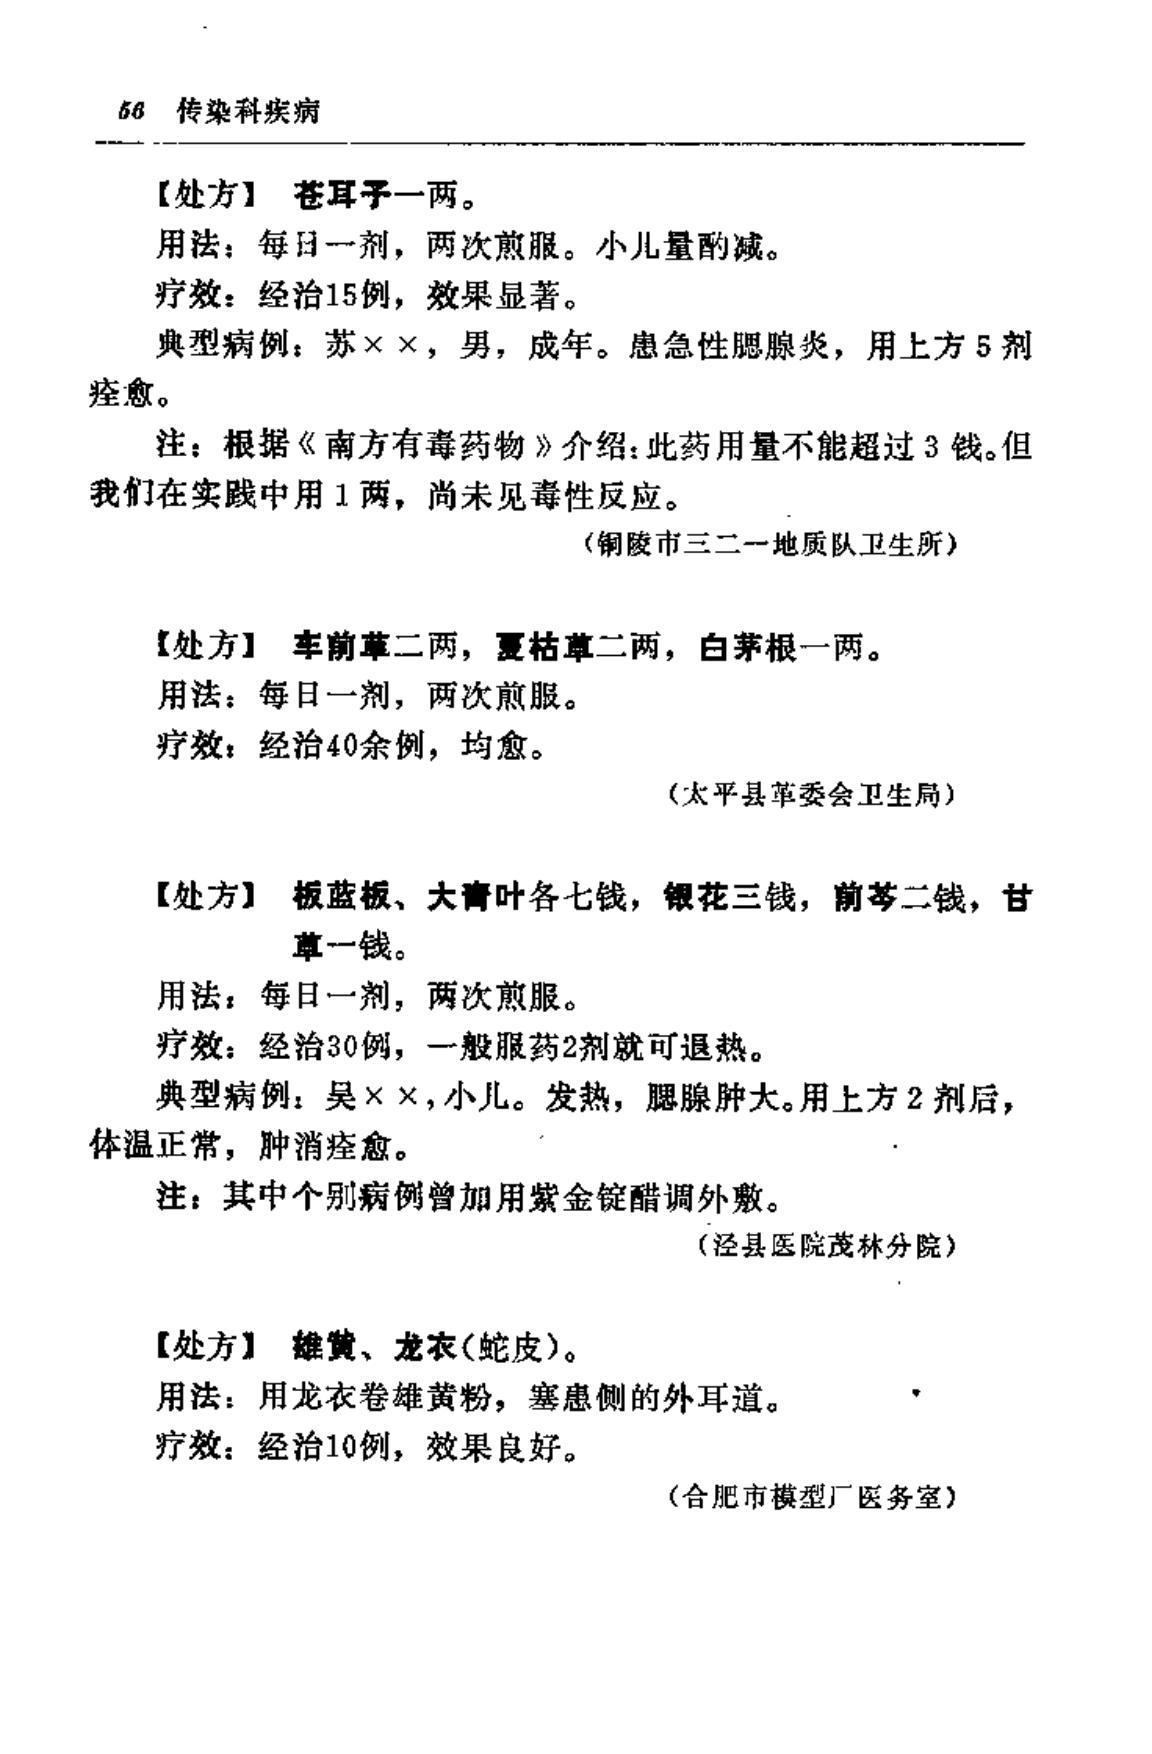 56 传染科疾病
【处方】 苍耳子一两。
用法：每日一剂，两次煎服。小儿量酌减。
疗效：经治15例，效果显著。
典型病例：苏××，男，成年。患急性腮腺炎，用上方5剂
痊愈。
注：根据《南方有毒药物》介绍：此药用量不能超过3钱。但
我们在实践中用1两，尚未见毒性反应。
（铜陵市三二一地质队卫生所）
【处方】 车前草二两，夏枯草二两，白茅根一两。
用法：每日一剂，两次煎服。
疗效：经治40余例，均愈。
（太平县革委会卫生局）
【处方】 板蓝板、大青叶各七钱，银花三钱，前芩二钱，甘
草一钱。
用法：每日一剂，两次煎服。
疗效：经治30例，一般服药2剂就可退热。
典型病例：吴××，小儿。发热，腮腺肿大。用上方2剂后，
体温正常，肿消痊愈。
注：其中个别病例曾加用紫金锭醋调外敷。
（泾县医院茂林分院）
【处方】 雄黄、龙衣（蛇皮）。
用法：用龙衣卷雄黄粉，塞患侧的外耳道。
疗效：经治10例，效果良好。
（合肥市模型厂医务室）